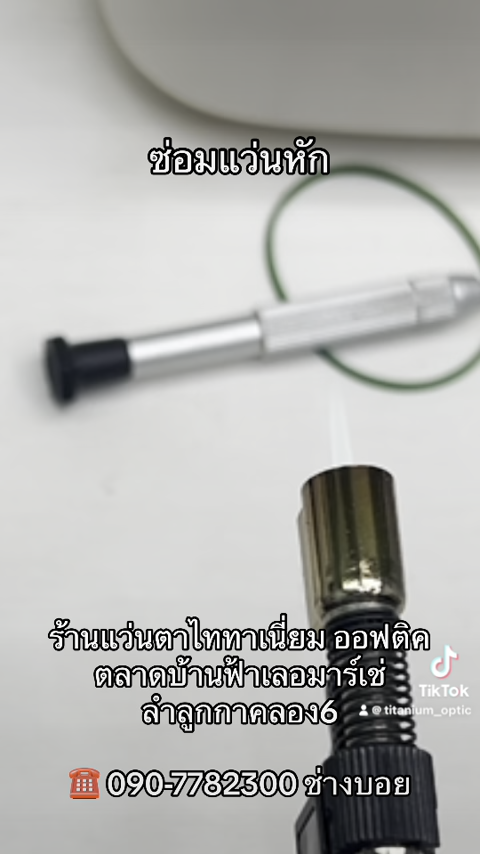 ซ่อมแว่นหัก
ร้านแว่นตาไททาเนี่ยม ออฟติค
ตลาดบ้านฟ้าเลอมาร์เช่
ลำลูกกาคลอง6
TikTok
@titanium_optic
090-7782300 ช่างบอย